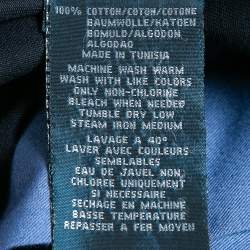 100% COTTON/COTON/COTONE
BAUMWOLLE/KATOEN
BOMULD/ALGODON
ALGODAO
MADE IN TUNISIA
MACHINE WASH WARM
WASH WITH LIKE COLORS
ONLY NON-CHLORINE
BLEACH WHEN NEEDED
TUMBLE DRY LOW
STEAM IRON MEDIUM
LAVAGE A 40°
LAVER AVEC COULEURS
SEMBLABLES
EAU DE JAVEL NON
CHLOREE UNIQUEMENT
SI NECESSAIRE
SECHAGE EN MACHINE
BASSE TEMPERATURE
REPASSER A FER MOYEN